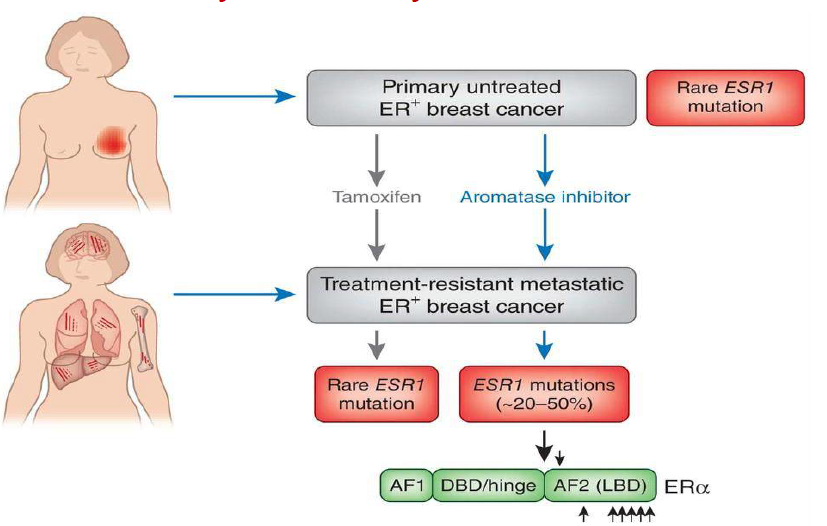 Primary untreated
ER+ breast cancer
Rare ESR1
mutation
Tamoxifen
Aromatase inhibitor
Treatment-resistant metastatic
ER+ breast cancer
Rare ESR1
mutation
ESR1 mutations
(~20–50%)
AF1
DBD/hinge
AF2 (LBD)
ERα